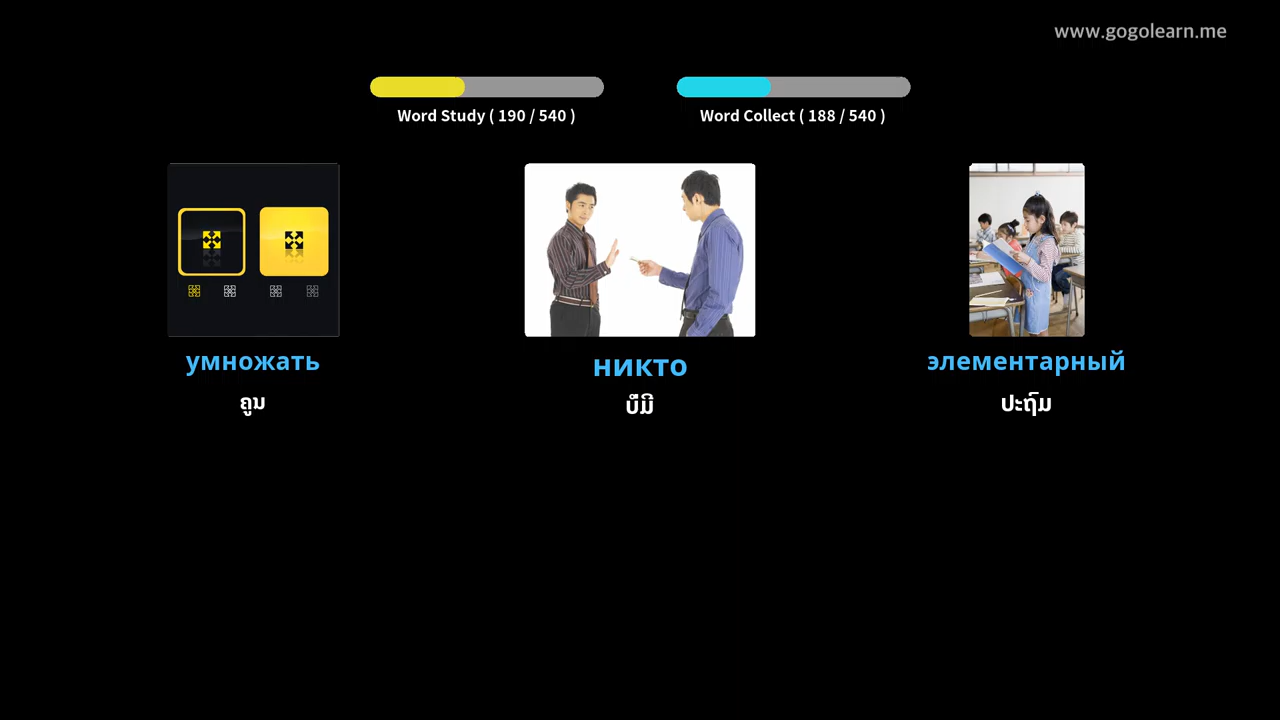 www.gogolearn.me
Word Study ( 190 / 540 )
Word Collect ( 188 / 540 )
умножать
никто
элементарный
ຄູນ
ບໍ່ມີ
ປະຖົມ